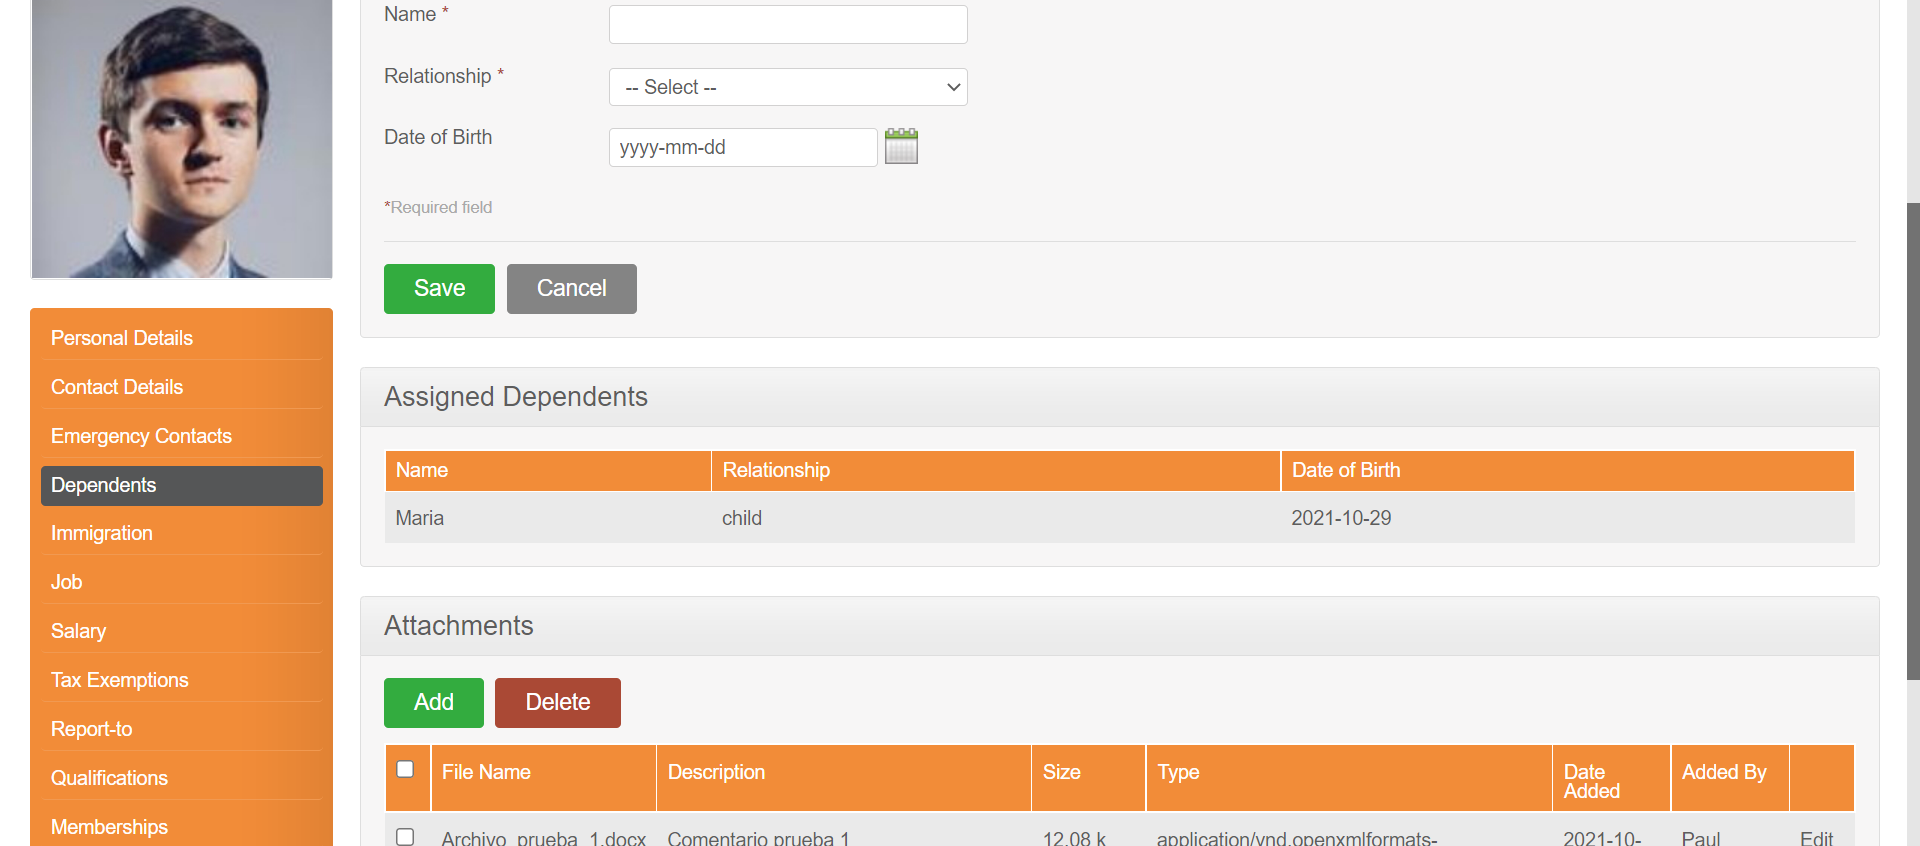 Name *
Relationship *
-- Select --
Date of Birth
yyyy-mm-dd
*Required field
Save Cancel
Personal Details
Contact Details
Emergency Contacts
Dependents
Immigration
Job
Salary
Tax Exemptions
Report-to
Qualifications
Memberships
Assigned Dependents
Name Relationship Date of Birth
Maria child 2021-10-29
Attachments
Add Delete
File Name Description Size Type Date Added Added By
Archivo_prueba_1.docx Comentario prueba 1 12.08 k application/vnd.openxmlformats- 2021-10- Paul Edit